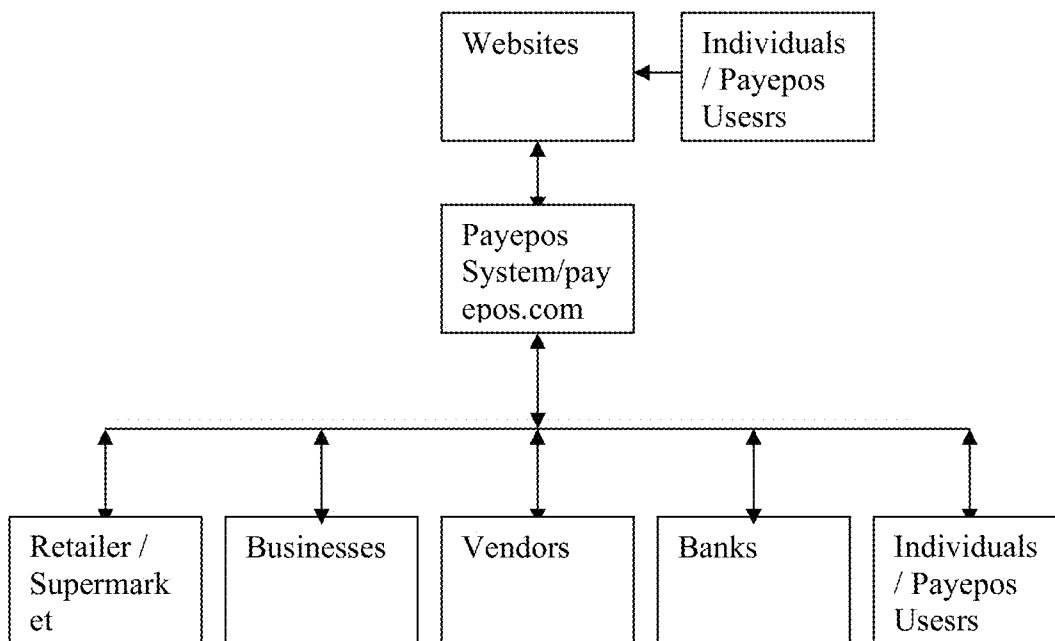 Websites
Individuals
/ Payepos
Usesrs
Payepos
System/pay
epos.com
Retailer /
Supermark
et
Businesses
Vendors
Banks
Individuals
/ Payepos
Usesrs